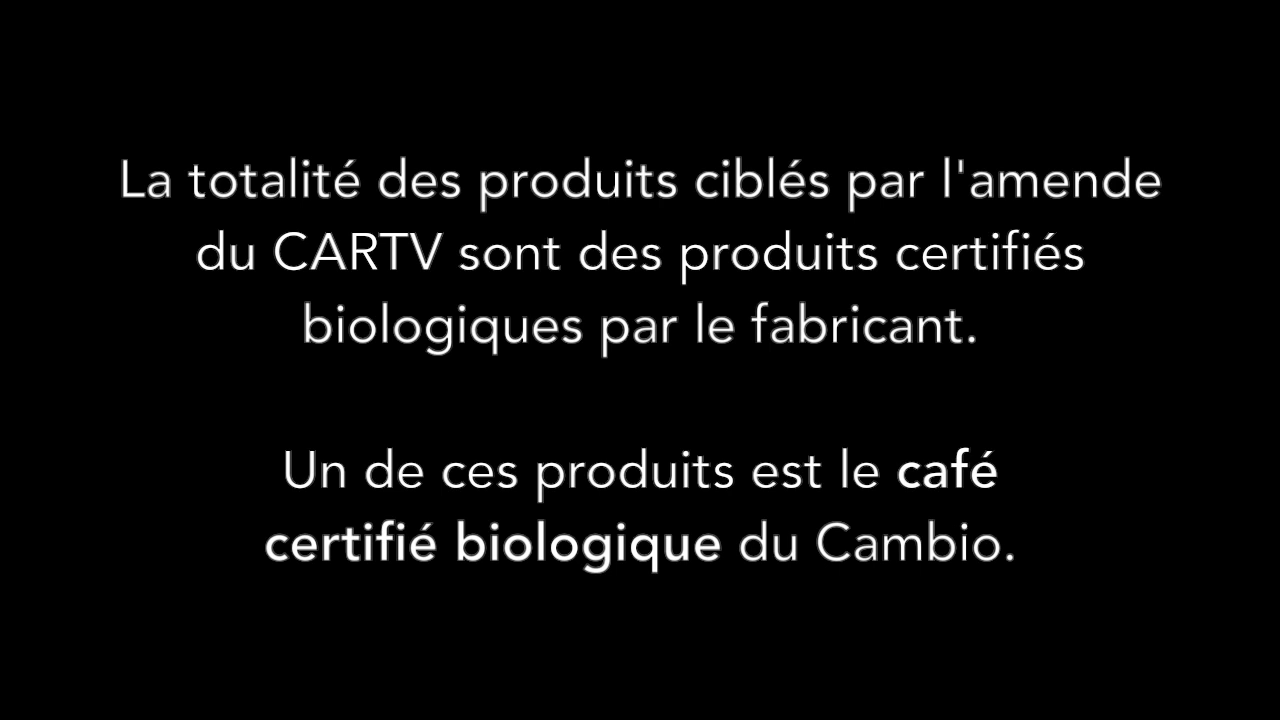 La totalité des produits ciblés par l'amende
du CARTV sont des produits certifiés
biologiques par le fabricant.
Un de ces produits est le café
certifié biologique du Cambio.